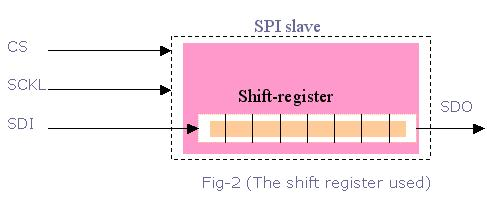 SPI slave
CS
SCKL
Shift-register
SDI
SDO
Fig-2 (The shift register used)